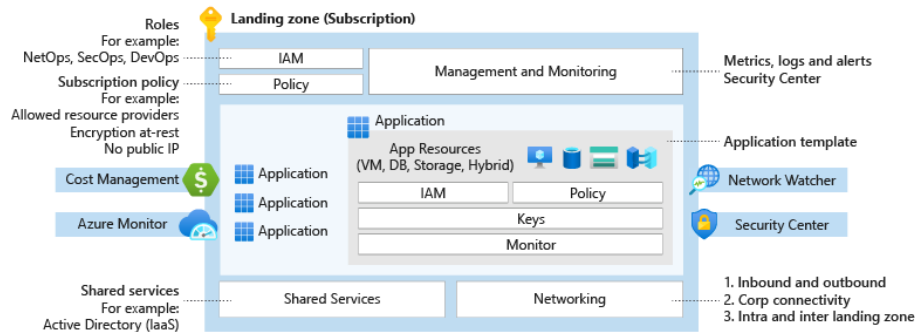 Landing zone (Subscription)
Roles
For example:
NetOps, SecOps, DevOps
IAM
Management and Monitoring
Metrics, logs and alerts
Security Center
Subscription policy
For example:
Allowed resource providers
Encryption at-rest
No public IP
Policy
Application
App Resources
(VM, DB, Storage, Hybrid)
Application template
Cost Management
Application
IAM
Policy
Network Watcher
Application
Keys
Azure Monitor
Application
Monitor
Security Center
Shared services
For example:
Active Directory (IaaS)
Shared Services
Networking
1. Inbound and outbound
2. Corp connectivity
3. Intra and inter landing zone